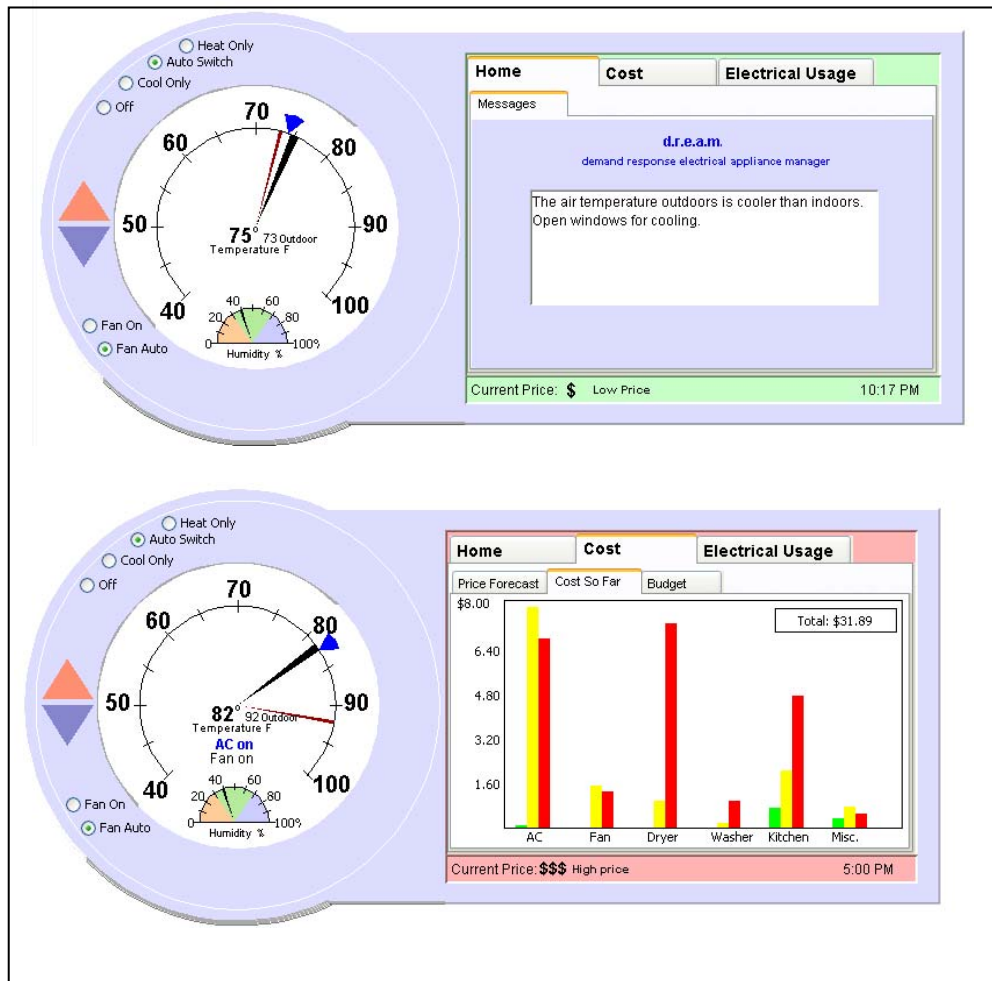 Heat Only
Auto Switch
Cool Only
Off
70
60
80
50
90
40
100
75° 73 Outdoor
Temperature F
0 20 40 60 80 100%
Humidity %
Fan On
Fan Auto
Home Cost Electrical Usage
Messages
d.r.e.a.m.
demand response electrical appliance manager
The air temperature outdoors is cooler than indoors.
Open windows for cooling.
Current Price: $ Low Price 10:17 PM
Heat Only
Auto Switch
Cool Only
Off
70
60
80
50
90
40
100
82° 92 Outdoor
Temperature F
AC on
Fan on
0 20 40 60 80 100%
Humidity %
Fan On
Fan Auto
Home Cost Electrical Usage
Price Forecast Cost So Far Budget
$8.00
Total: $31.89
6.40
4.80
3.20
1.60
AC Fan Dryer Washer Kitchen Misc.
Current Price: $$$ High price 5:00 PM